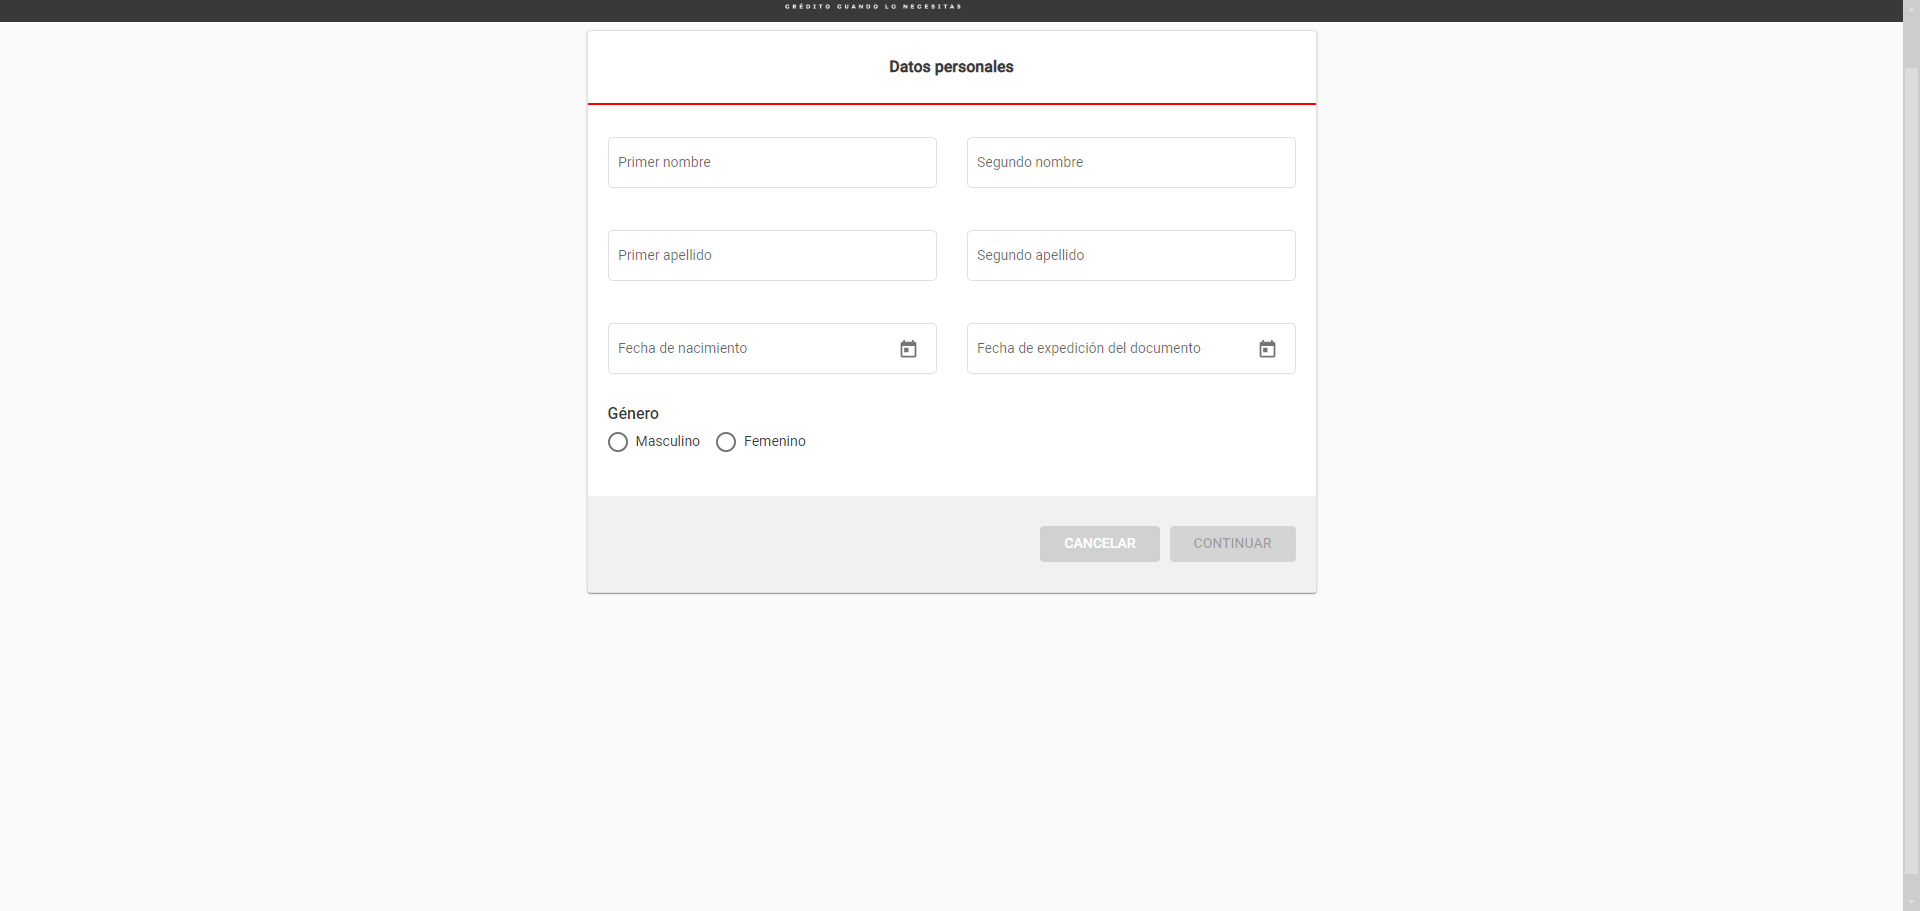 CRÉDITO CUANDO LO NECESITAS
Datos personales
Primer nombre
Segundo nombre
Primer apellido
Segundo apellido
Fecha de nacimiento
Fecha de expedición del documento
Género
Masculino
Femenino
CANCELAR
CONTINUAR